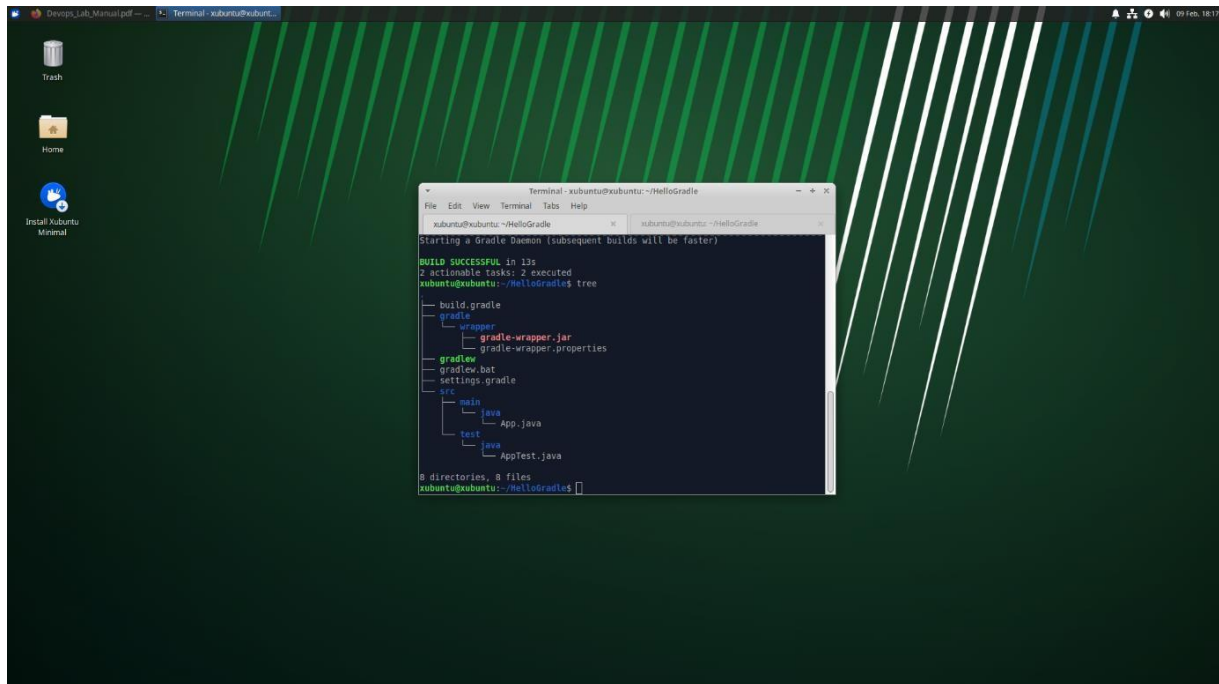 Devops_Lab_Manual.pdf — ...
Terminal - xubuntu@xubunt...
09 Feb, 18:17
Trash
Home
Install Xubuntu
Minimal
Terminal - xubuntu@xubuntu: ~/HelloGradle
File Edit View Terminal Tabs Help
xubuntu@xubuntu: ~/HelloGradle
xubuntu@xubuntu: ~/HelloGradle
Starting a Gradle Daemon (subsequent builds will be faster)
BUILD SUCCESSFUL in 13s
2 actionable tasks: 2 executed
xubuntu@xubuntu:~/HelloGradle$ tree
.
├── build.gradle
├── gradle
│   └── wrapper
│       ├── gradle-wrapper.jar
│       └── gradle-wrapper.properties
├── gradlew
├── gradlew.bat
├── settings.gradle
└── src
    ├── main
    │   └── java
    │       └── App.java
    └── test
        └── java
            └── AppTest.java
8 directories, 8 files
xubuntu@xubuntu:~/HelloGradle$